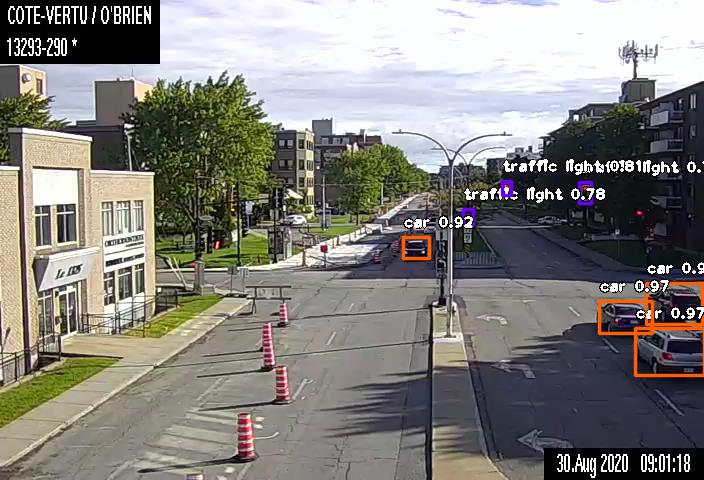 COTE-VERTU / O'BRIEN
13293-290 *
traffic light 0.81
traffic light 0.78
car 0.92
car 0.97
car 0.97
30.Aug 2020 09:01:18